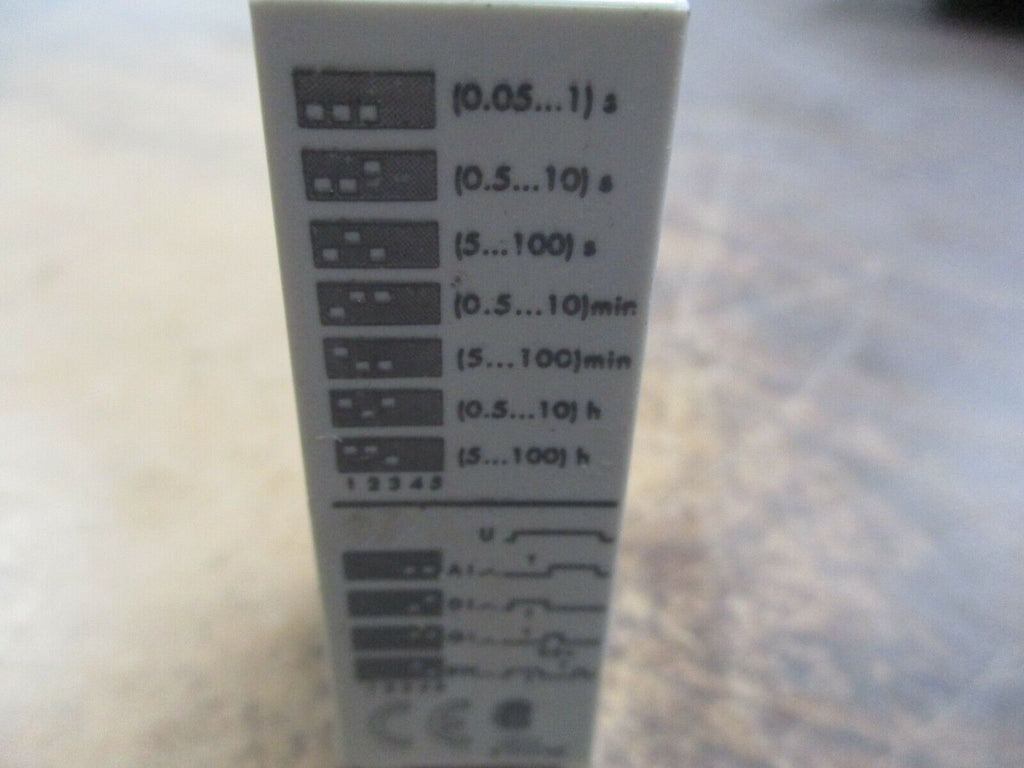 (0.05...1) s
(0.5...10) s
(5...100) s
(0.5...10)min
(5...100)min
(0.5...10) h
(5...100) h
1 2 3 4 5
U
A
CE